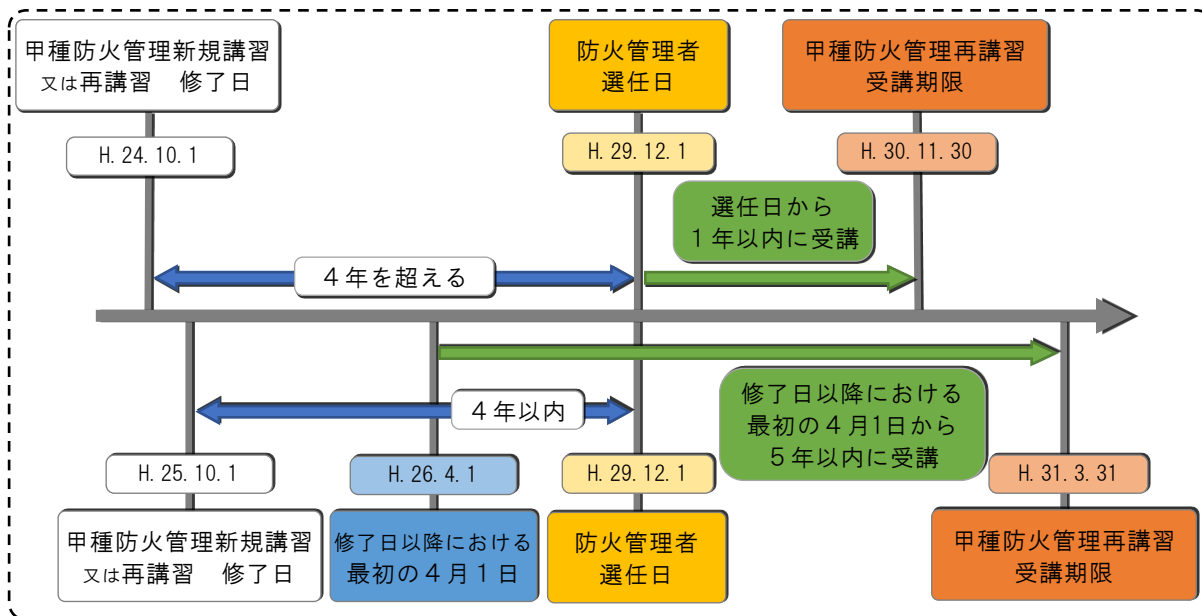 甲種防火管理新規講習
又は再講習 修了日
防火管理者
選任日
甲種防火管理再講習
受講期限
H.24.10.1
H.29.12.1
H.30.11.30
選任日から
1年以内に受講
4年を超える
4年以内
修了日以降における
最初の4月1日から
5年以内に受講
H.25.10.1
H.26.4.1
H.29.12.1
H.31.3.31
甲種防火管理新規講習
又は再講習 修了日
修了日以降における
最初の4月1日
防火管理者
選任日
甲種防火管理再講習
受講期限